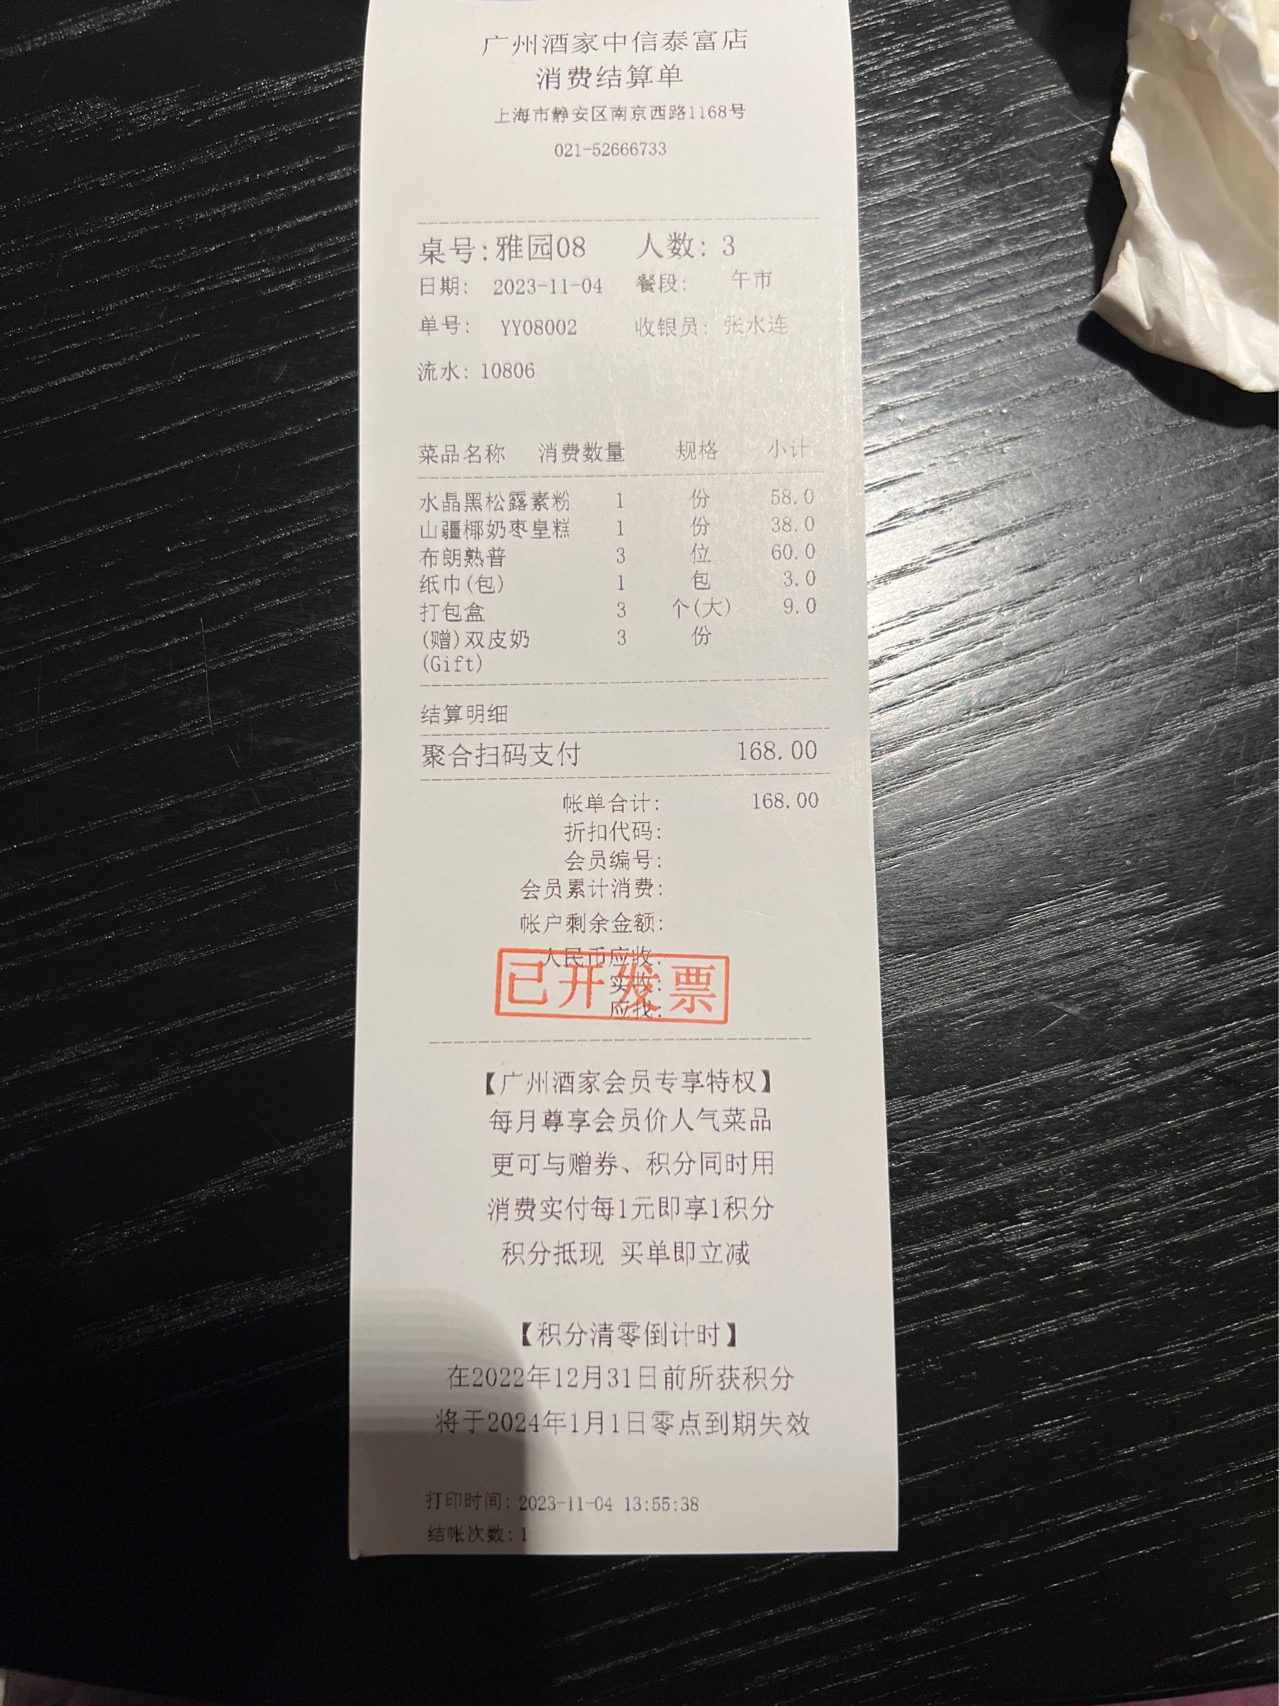 广州酒家中信泰富店
消费结算单
上海市静安区南京西路1168号
021-52666733
桌号:雅园08 人数: 3
日期: 2023-11-04 餐段: 午市
单号: YY08002 收银员: 张水连
流水: 10806
菜品名称 消费数量 规格 小计
水晶黑松露素粉 1 份 58.0
山疆椰奶枣皇糕 1 份 38.0
布朗熟普 3 位 60.0
纸巾(包) 1 包 3.0
打包盒 3 个(大) 9.0
(赠)双皮奶 3 份
(Gift)
结算明细
聚合扫码支付 168.00
帐单合计: 168.00
折扣代码:
会员编号:
会员累计消费:
帐户剩余金额:
人民币应收:
实收:
应找:
已开发票
【广州酒家会员专享特权】
每月尊享会员价人气菜品
更可与赠券、积分同时用
消费实付每1元即享1积分
积分抵现 买单即立减
【积分清零倒计时】
在2022年12月31日前所获积分
将于2024年1月1日零点到期失效
打印时间: 2023-11-04 13:55:38
结帐次数: 1